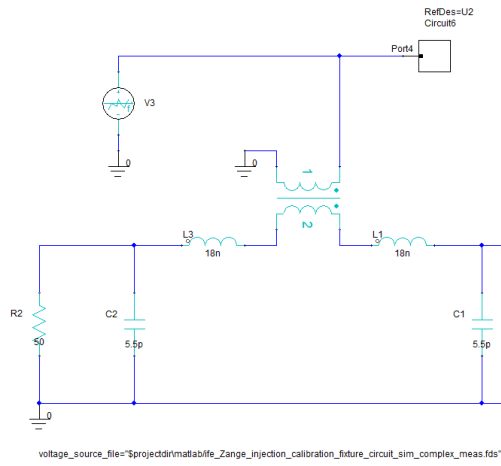 RefDes=U2
Circuit6
Port4
V3
0
0
1
2
L3
18n
L1
18n
R2
50
C2
5.5p
C1
5.5p
0
voltage_source_file="$projectdir\matlab\ife_Zange_injection_calibration_fixture_circuit_sim_complex_meas.fds"